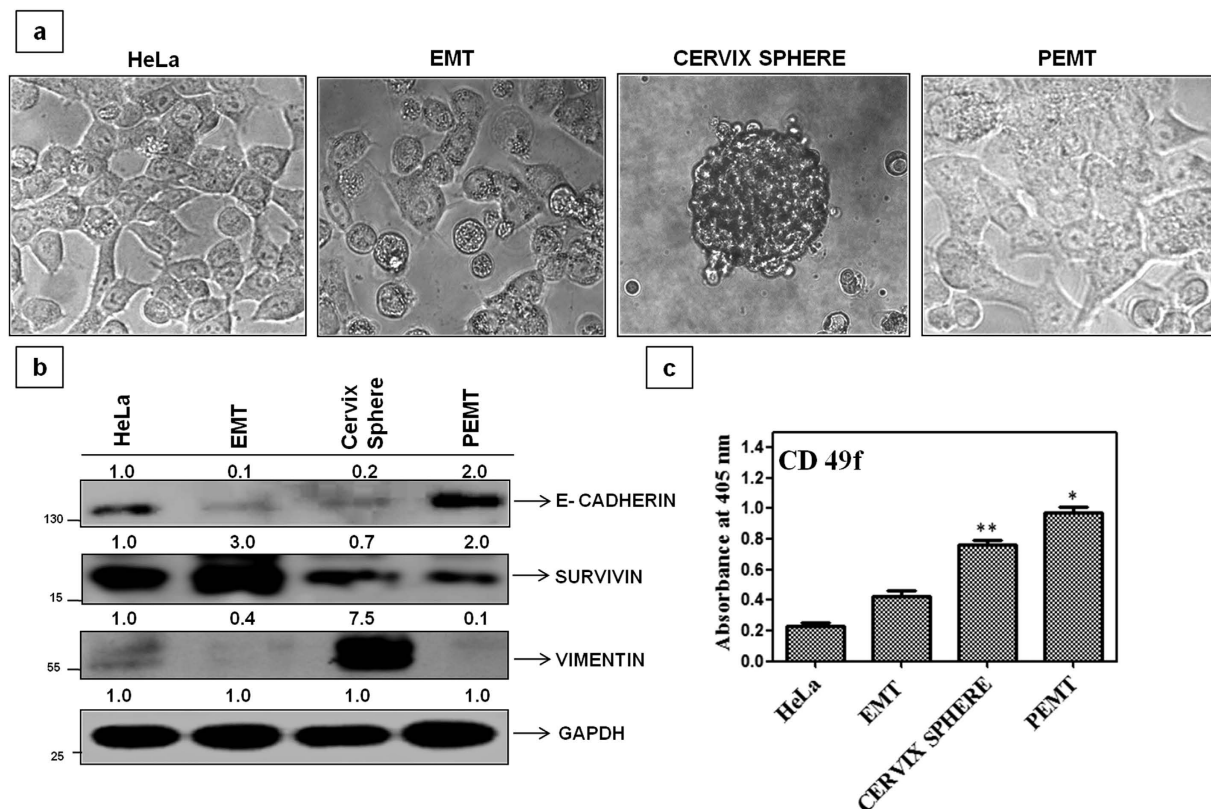 a
HeLa
EMT
CERVIX SPHERE
PEMT
b
HeLa
EMT
Cervix
Sphere
PEMT
1.0 0.1 0.2 2.0
130
E- CADHERIN
1.0 3.0 0.7 2.0
15
SURVIVIN
1.0 0.4 7.5 0.1
55
VIMENTIN
1.0 1.0 1.0 1.0
25
GAPDH
c
CD 49f
Absorbance at 405 nm
1.4
1.2
1.0
0.8
0.6
0.4
0.2
0.0
**
*
HeLa
EMT
CERVIX SPHERE
PEMT